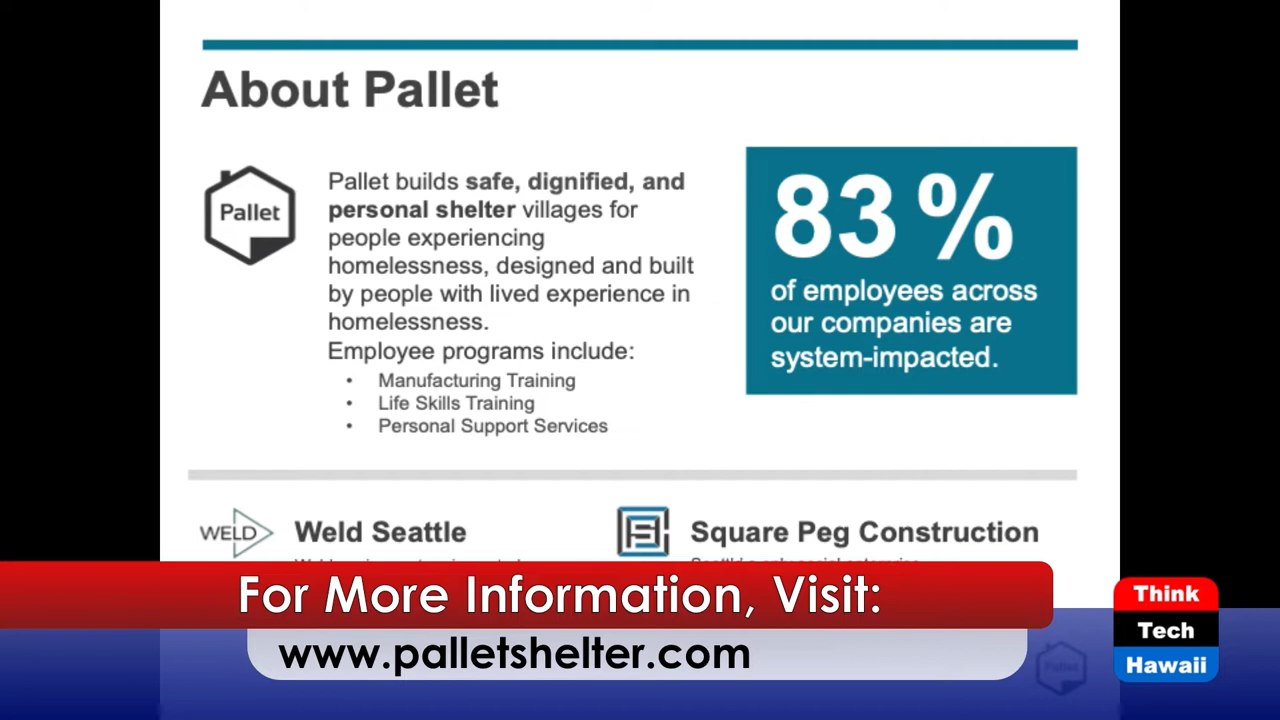 About Pallet
Pallet
Pallet builds safe, dignified, and
personal shelter villages for
people experiencing
homelessness, designed and built
by people with lived experience in
homelessness.
Employee programs include:
• Manufacturing Training
• Life Skills Training
• Personal Support Services
83 %
of employees across
our companies are
system-impacted.
WELD
Weld Seattle
Square Peg Construction
For More Information, Visit:
www.palletshelter.com
Pallet
Think
Tech
Hawaii